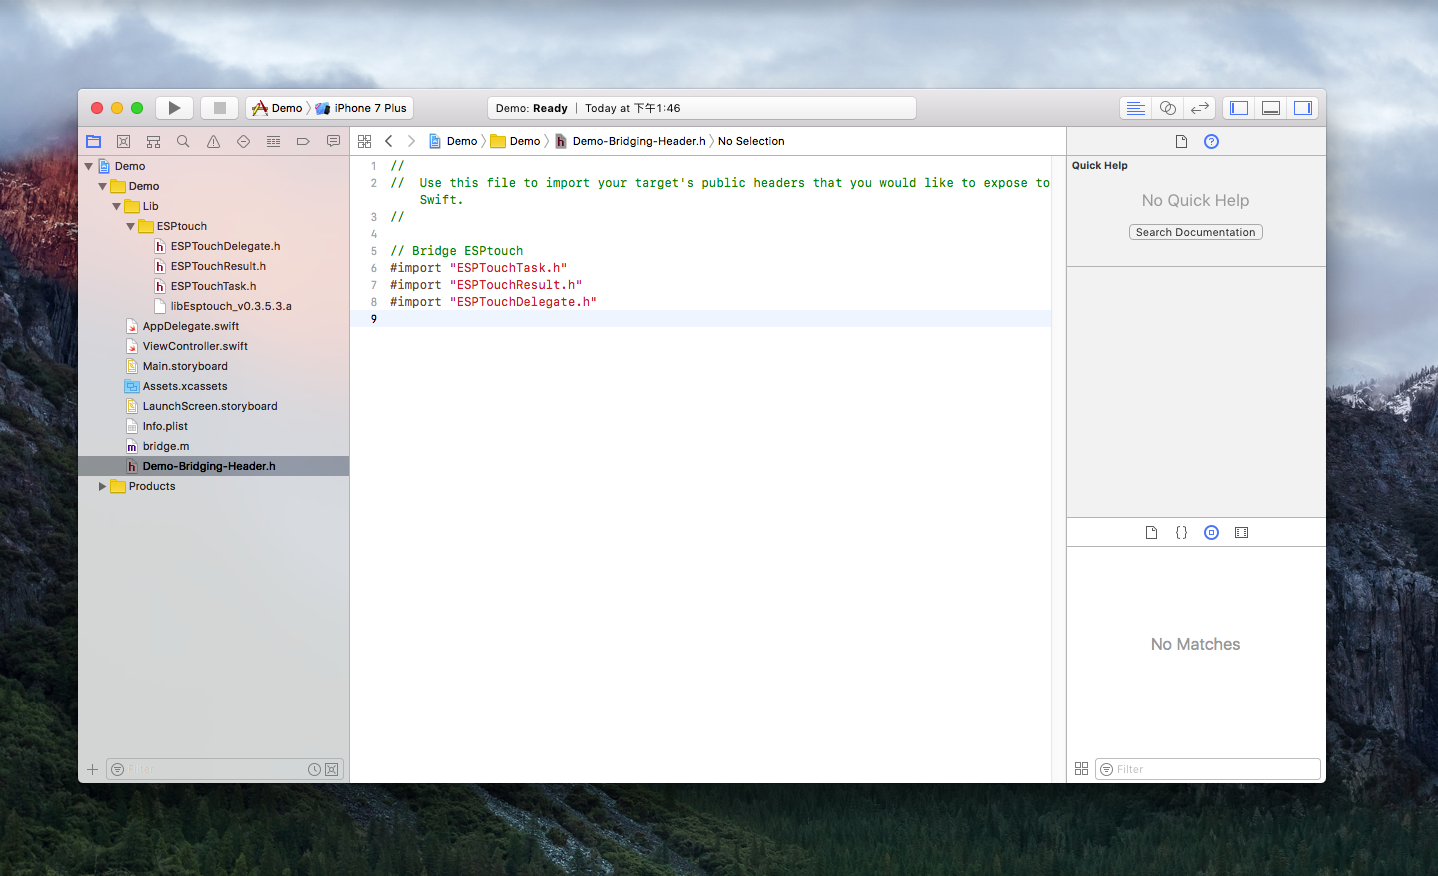 Demo
iPhone 7 Plus
Demo: Ready | Today at 下午1:46
Demo
Demo
Demo-Bridging-Header.h
No Selection
Demo
Demo
Lib
ESPtouch
ESPTouchDelegate.h
ESPTouchResult.h
ESPTouchTask.h
libEsptouch_v0.3.5.3.a
AppDelegate.swift
ViewController.swift
Main.storyboard
Assets.xcassets
LaunchScreen.storyboard
Info.plist
bridge.m
Demo-Bridging-Header.h
Products
Filter
1 //
2 // Use this file to import your target's public headers that you would like to expose to
Swift.
3 //
4
5 // Bridge ESPtouch
6 #import "ESPTouchTask.h"
7 #import "ESPTouchResult.h"
8 #import "ESPTouchDelegate.h"
9
Quick Help
No Quick Help
Search Documentation
No Matches
Filter